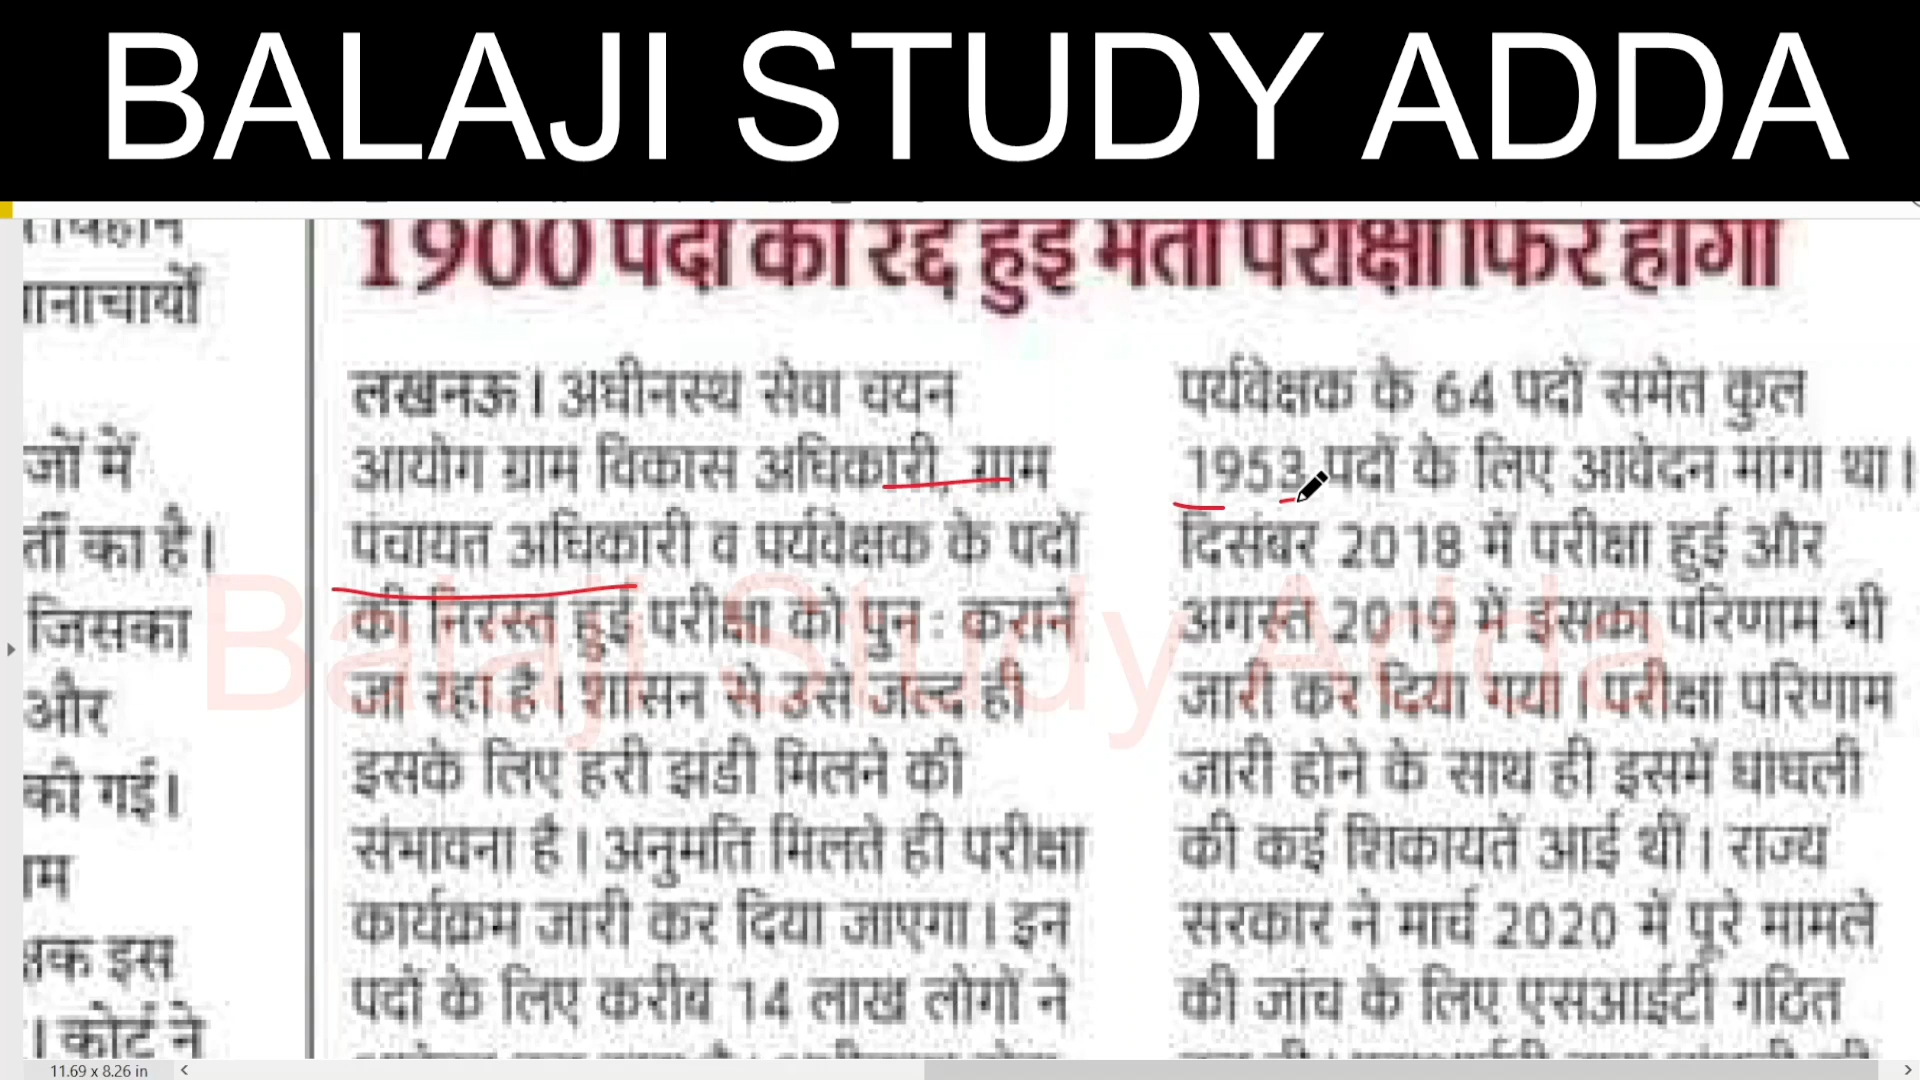 BALAJI STUDY ADDA
1900 पदों की रद्द हुई भर्ती परीक्षा फिर होगी
ानाचार्यों
जों में
र्ती का है।
जिसका
और
की गई।
क्षक इस
। कोर्ट ने
लखनऊ। अधीनस्थ सेवा चयन
आयोग ग्राम विकास अधिकारी, ग्राम
पंचायत अधिकारी व पर्यवेक्षक के पदों
की निरस्त हुई परीक्षा को पुन: कराने
जा रहा है। शासन से उसे जल्द ही
इसके लिए हरी झंडी मिलने की
संभावना है। अनुमति मिलते ही परीक्षा
कार्यक्रम जारी कर दिया जाएगा। इन
पदों के लिए करीब 14 लाख लोगों ने
पर्यवेक्षक के 64 पदों समेत कुल
1953 पदों के लिए आवेदन मांगा था।
दिसंबर 2018 में परीक्षा हुई और
अगस्त 2019 में इसका परिणाम भी
जारी कर दिया गया। परीक्षा परिणाम
जारी होने के साथ ही इसमें धांधली
की कई शिकायतें आई थीं। राज्य
सरकार ने मार्च 2020 में पूरे मामले
की जांच के लिए एसआईटी गठित
Balaji Study Adda
11.69 x 8.26 in